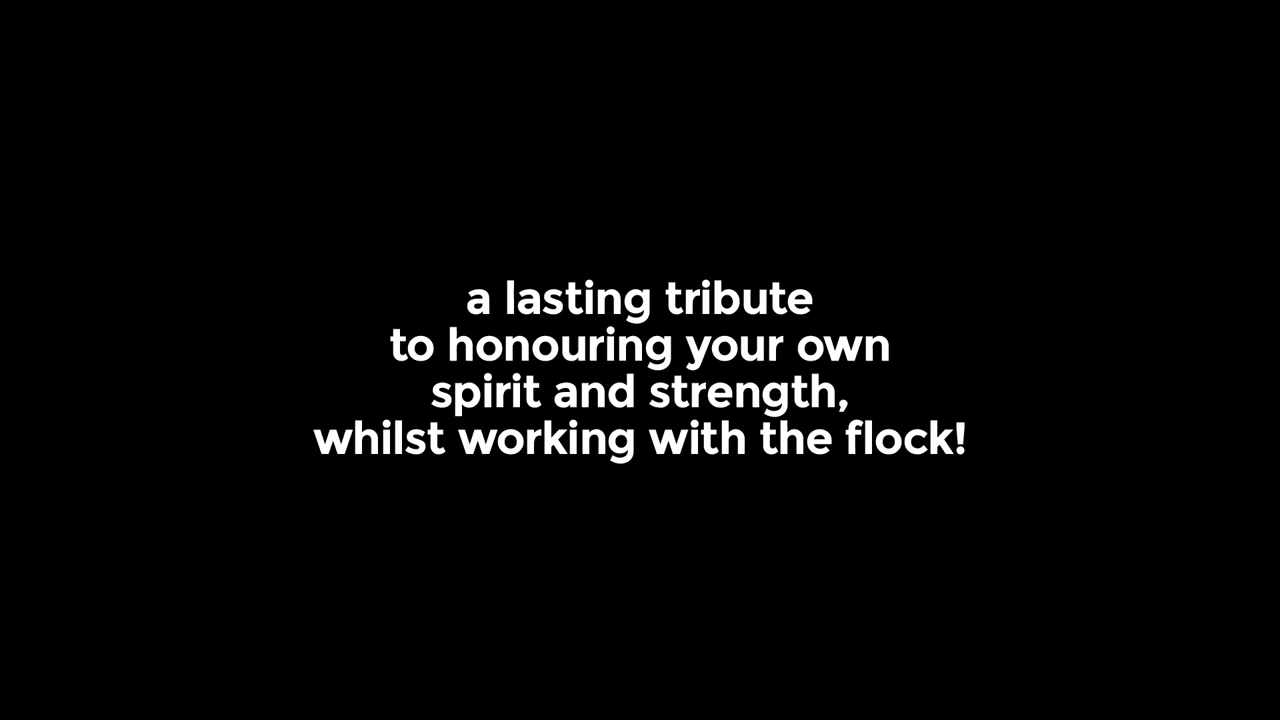 a lasting tribute
to honouring your own
spirit and strength,
whilst working with the flock!